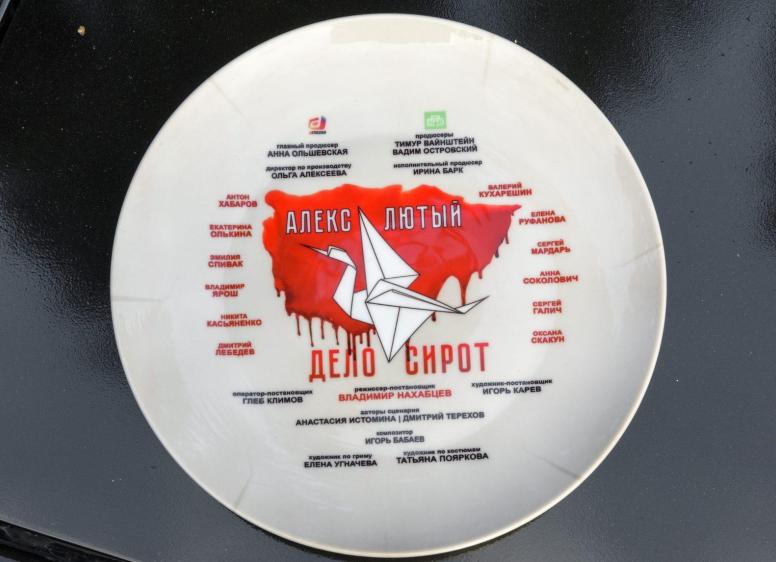 главный продюсер
АННА ОЛЬШЕВСКАЯ
директор по производству
ОЛЬГА АЛЕКСЕЕВА
продюсеры
ТИМУР ВАЙНШТЕЙН
ВАДИМ ОСТРОВСКИЙ
исполнительный продюсер
ИРИНА БАРК
АНТОН
ХАБАРОВ
ЕКАТЕРИНА
ОЛЬКИНА
ЭМИЛИЯ
СПИВАК
ВЛАДИМИР
ЯРОШ
НИКИТА
КАСЬЯНЕНКО
ДМИТРИЙ
ЛЕБЕДЕВ
АЛЕКС ЛЮТЫЙ
ДЕЛО СИРОТ
ВАЛЕРИЙ
КУХАРЕШИН
ЕЛЕНА
РУФАНОВА
СЕРГЕЙ
МАРДАРЬ
АННА
СОКОЛОВИЧ
СЕРГЕЙ
ГАЛИЧ
ОКСАНА
СКАКУН
оператор-постановщик
ГЛЕБ КЛИМОВ
режиссер-постановщик
ВЛАДИМИР НАХАБЦЕВ
художник-постановщик
ИГОРЬ КАРЕВ
авторы сценария
АНАСТАСИЯ ИСТОМИНА | ДМИТРИЙ ТЕРЕХОВ
композитор
ИГОРЬ БАБАЕВ
художник по гриму
ЕЛЕНА УГНАЧЕВА
художник по костюмам
ТАТЬЯНА ПОЯРКОВА